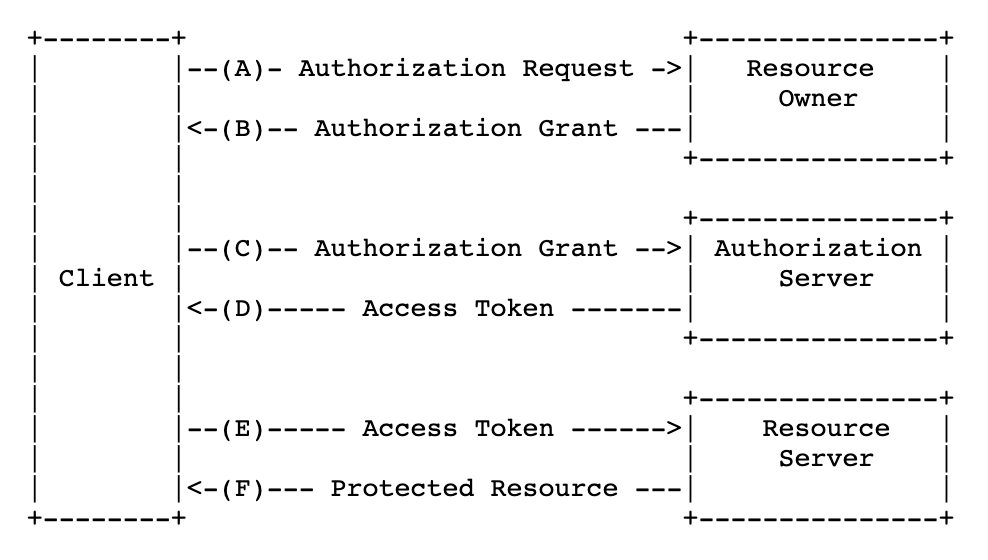 +--------+                               +---------------+
|        |--(A)- Authorization Request ->|   Resource    |
|        |                               |     Owner     |
|        |<-(B)-- Authorization Grant ---|               |
|        |                               +---------------+
|        |
|        |                               +---------------+
|        |--(C)-- Authorization Grant -->| Authorization |
| Client |                               |     Server    |
|        |<-(D)----- Access Token -------|               |
|        |                               +---------------+
|        |
|        |                               +---------------+
|        |--(E)----- Access Token ------>|    Resource   |
|        |                               |     Server    |
|        |<-(F)--- Protected Resource ---|               |
+--------+                               +---------------+